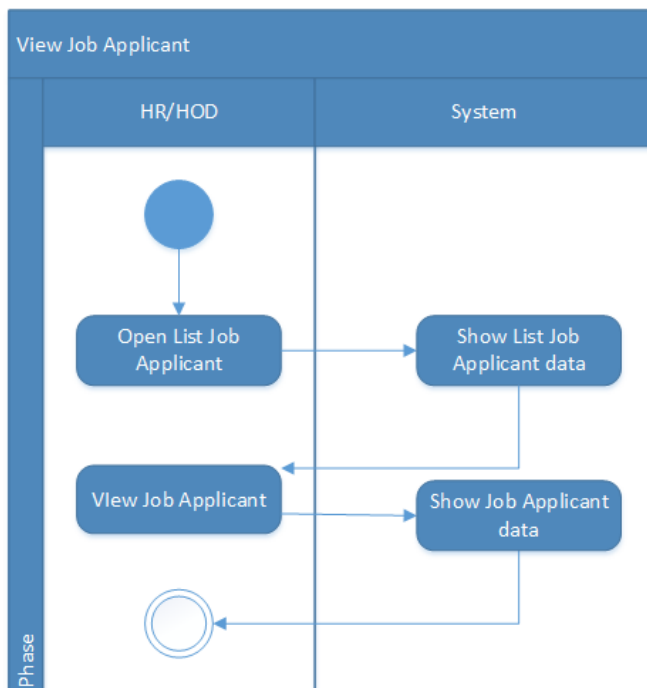 View Job Applicant
HR/HOD
System
Open List Job
Applicant
Show List Job
Applicant data
VIew Job Applicant
Show Job Applicant
data
Phase